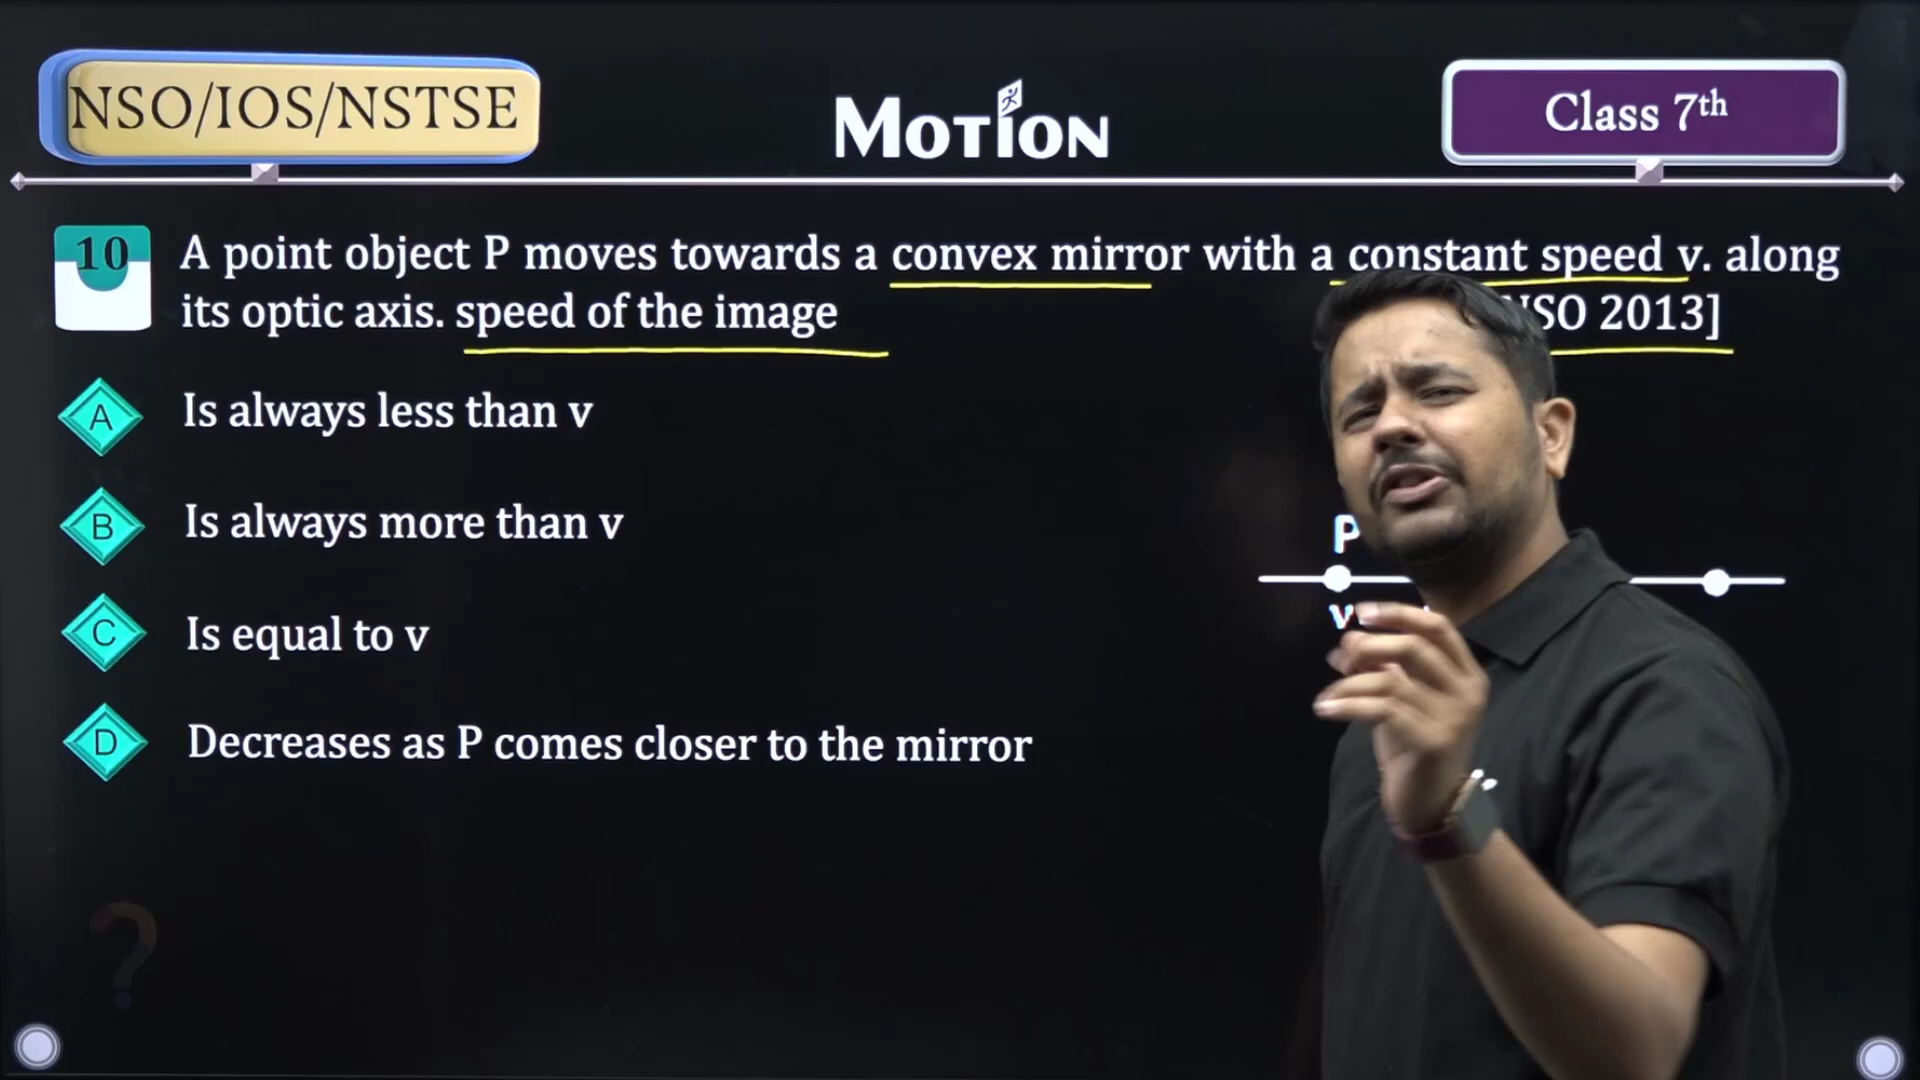 NSO/IOS/NSTSE
MOTION
Class 7th
10
A point object P moves towards a convex mirror with a constant speed v. along
its optic axis. speed of the image
SO 2013]
A Is always less than v
B Is always more than v
C Is equal to v
D Decreases as P comes closer to the mirror
P
v
?